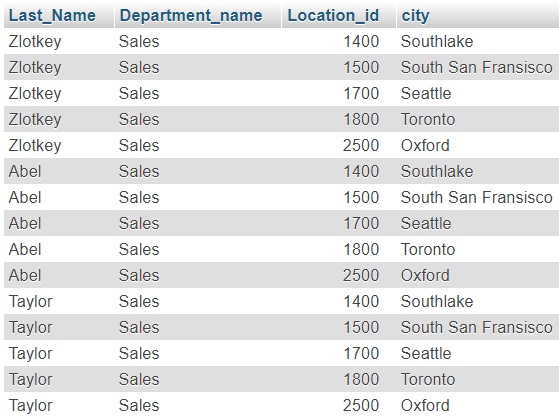 Last_Name Department_name Location_id city
Zlotkey Sales 1400 Southlake
Zlotkey Sales 1500 South San Fransisco
Zlotkey Sales 1700 Seattle
Zlotkey Sales 1800 Toronto
Zlotkey Sales 2500 Oxford
Abel Sales 1400 Southlake
Abel Sales 1500 South San Fransisco
Abel Sales 1700 Seattle
Abel Sales 1800 Toronto
Abel Sales 2500 Oxford
Taylor Sales 1400 Southlake
Taylor Sales 1500 South San Fransisco
Taylor Sales 1700 Seattle
Taylor Sales 1800 Toronto
Taylor Sales 2500 Oxford